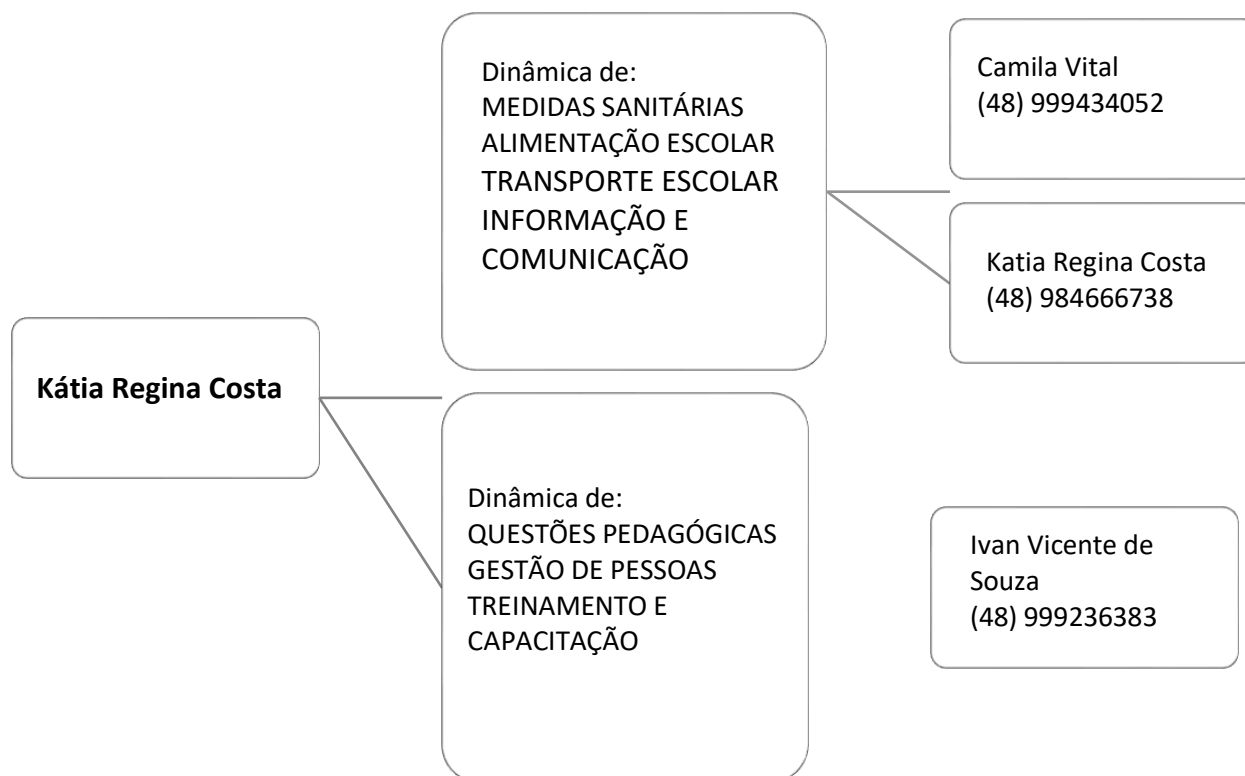 Kátia Regina Costa
Dinâmica de:
MEDIDAS SANITÁRIAS
ALIMENTAÇÃO ESCOLAR
TRANSPORTE ESCOLAR
INFORMAÇÃO E
COMUNICAÇÃO
Camila Vital
(48) 999434052
Katia Regina Costa
(48) 984666738
Dinâmica de:
QUESTÕES PEDAGÓGICAS
GESTÃO DE PESSOAS
TREINAMENTO E
CAPACITAÇÃO
Ivan Vicente de
Souza
(48) 999236383